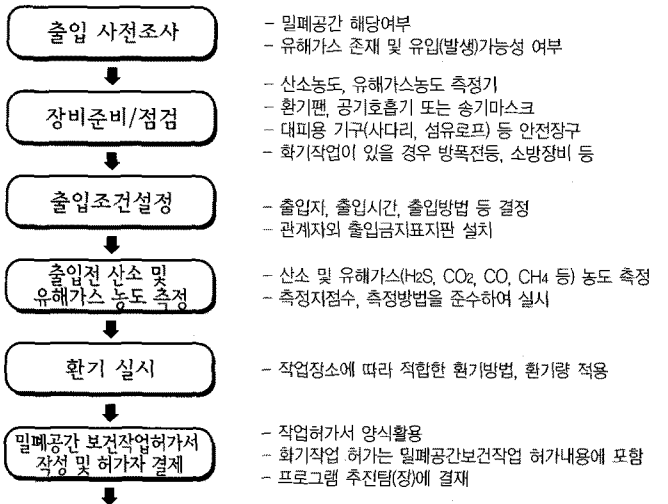 출입 사전조사
- 밀폐공간 해당여부
- 유해가스 존재 및 유입(발생)가능성 여부
장비준비/점검
- 산소농도, 유해가스농도 측정기
- 환기팬, 공기호흡기 또는 송기마스크
- 대피용 기구(사다리, 섬유로프) 등 안전장구
- 화기작업이 있을 경우 방폭전등, 소방장비 등
출입조건설정
- 출입자, 출입시간, 출입방법 등 결정
- 관계자외 출입금지표지판 설치
출입전 산소 및
유해가스 농도 측정
- 산소 및 유해가스(H2S, CO2, CO, CH4 등) 농도 측정
- 측정지점수, 측정방법을 준수하여 실시
환기 실시
- 작업장소에 따라 적합한 환기방법, 환기량 적용
밀폐공간 보건작업허가서
작성 및 허가자 결제
- 작업허가서 양식활용
- 화기작업 허가는 밀폐공간보건작업 허가내용에 포함
- 프로그램 추진팀(장)에 결재